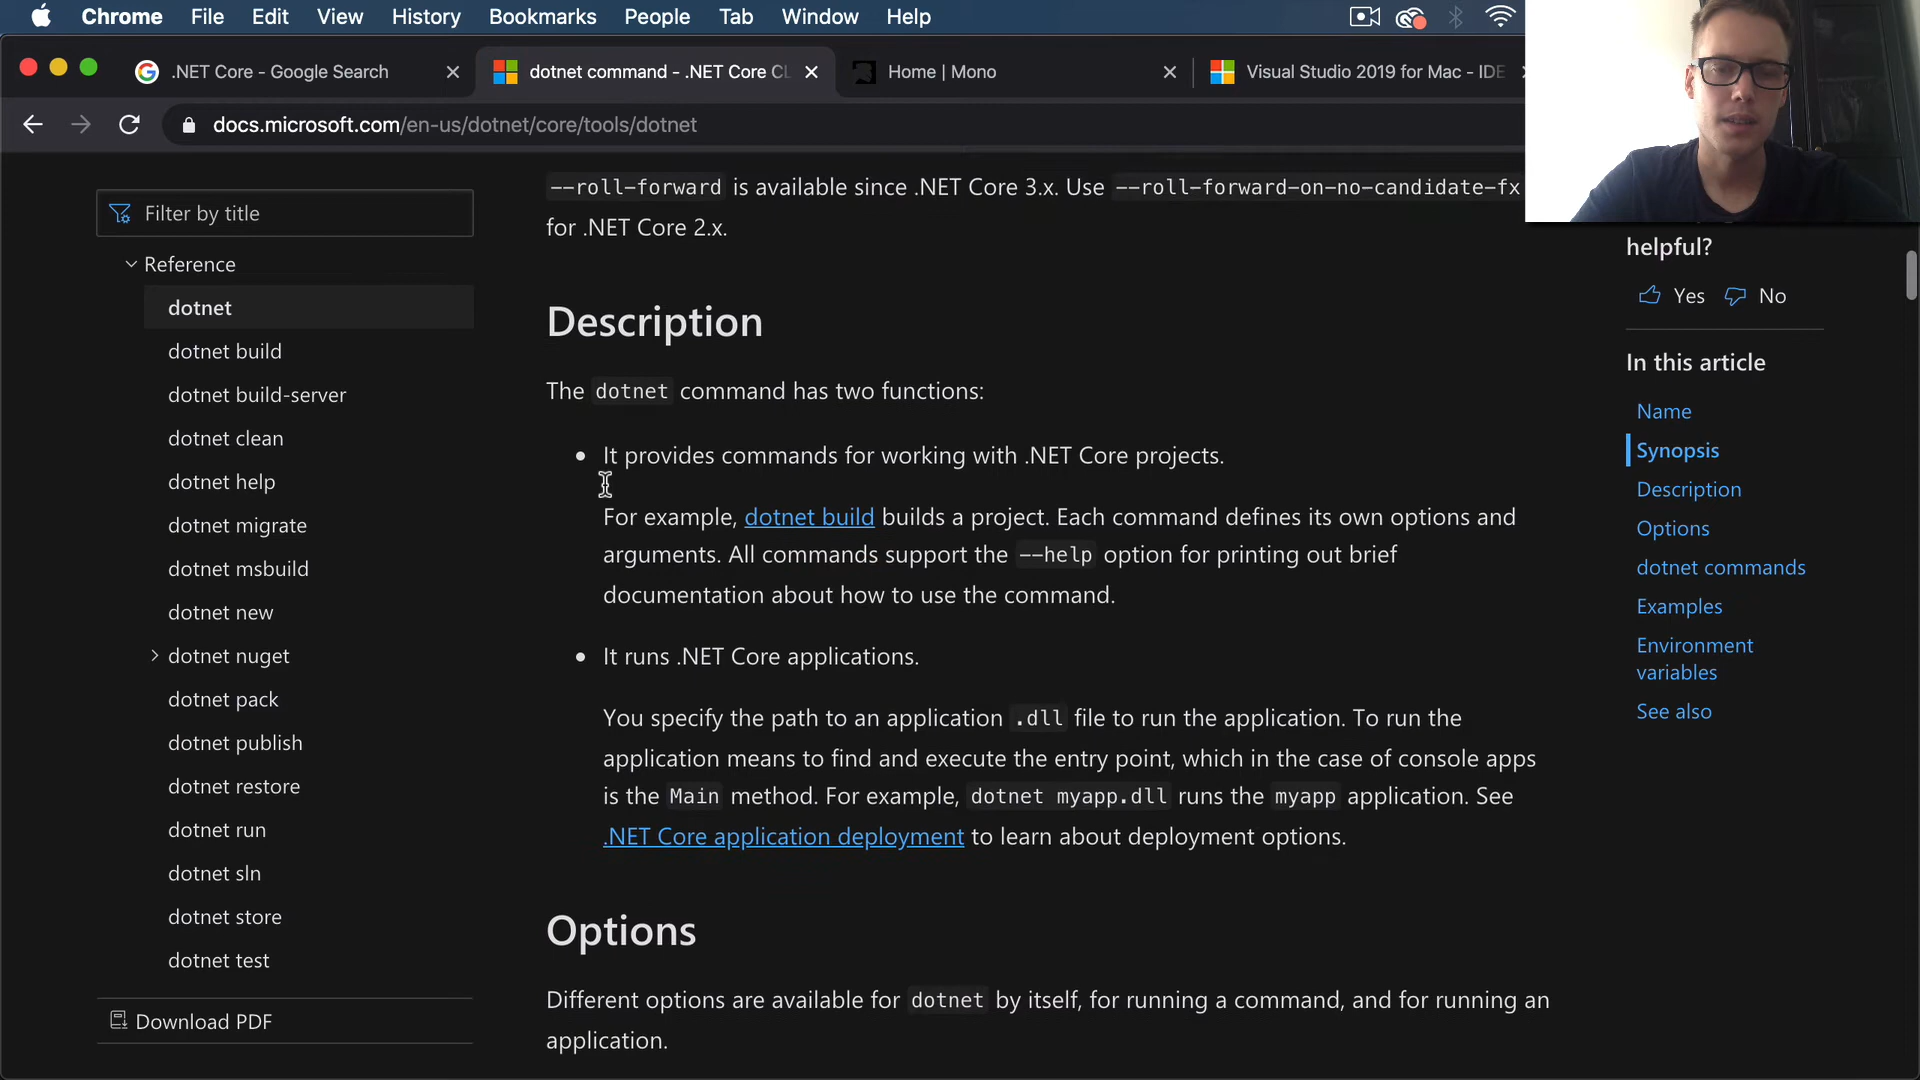 Chrome File Edit View History Bookmarks People Tab Window Help
.NET Core - Google Search
dotnet command - .NET Core CL
Home | Mono
Visual Studio 2019 for Mac - IDE
docs.microsoft.com/en-us/dotnet/core/tools/dotnet
Filter by title
Reference
dotnet
dotnet build
dotnet build-server
dotnet clean
dotnet help
dotnet migrate
dotnet msbuild
dotnet new
dotnet nuget
dotnet pack
dotnet publish
dotnet restore
dotnet run
dotnet sln
dotnet store
dotnet test
Download PDF
--roll-forward is available since .NET Core 3.x. Use --roll-forward-on-no-candidate-fx
for .NET Core 2.x.
Description
The dotnet command has two functions:
• It provides commands for working with .NET Core projects.
For example, dotnet build builds a project. Each command defines its own options and
arguments. All commands support the --help option for printing out brief
documentation about how to use the command.
• It runs .NET Core applications.
You specify the path to an application .dll file to run the application. To run the
application means to find and execute the entry point, which in the case of console apps
is the Main method. For example, dotnet myapp.dll runs the myapp application. See
.NET Core application deployment to learn about deployment options.
Options
Different options are available for dotnet by itself, for running a command, and for running an
application.
helpful?
Yes No
In this article
Name
Synopsis
Description
Options
dotnet commands
Examples
Environment
variables
See also